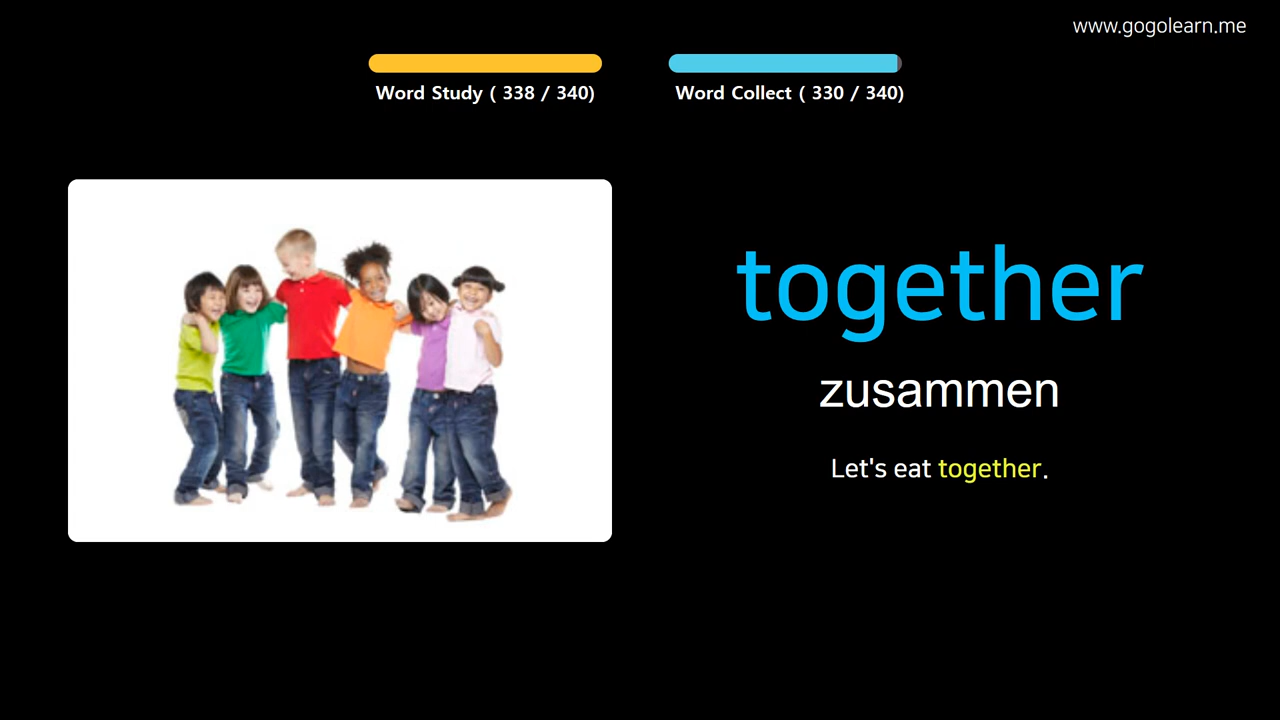 www.gogolearn.me
Word Study ( 338 / 340)
Word Collect ( 330 / 340)
together
zusammen
Let's eat together.